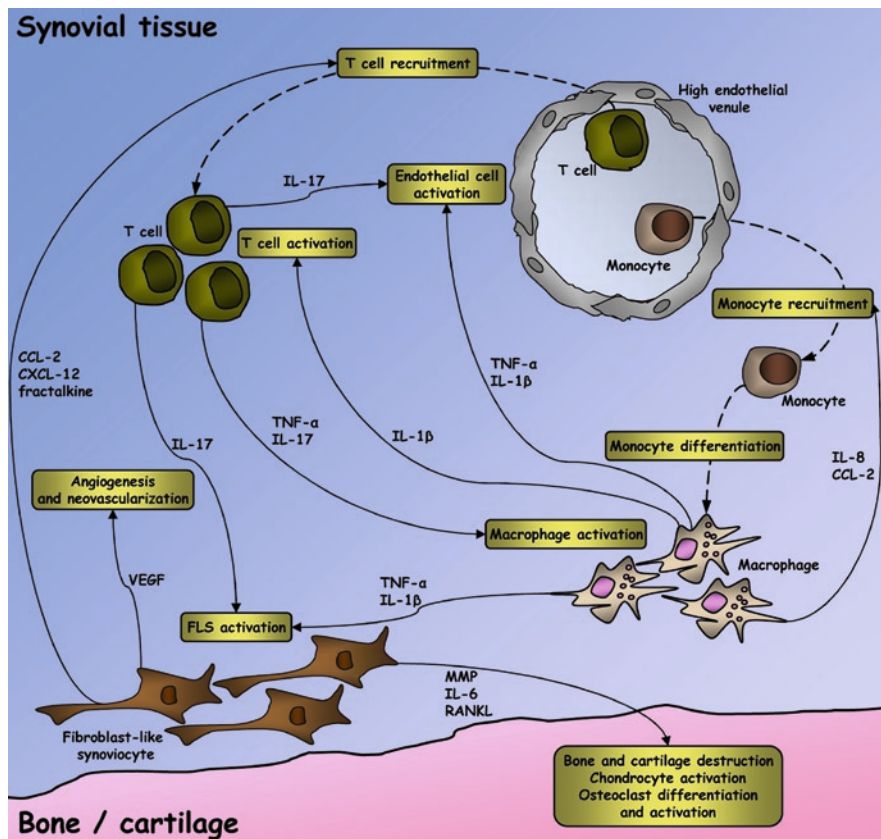 Synovial tissue
T cell recruitment
High endothelial
venule
T cell
IL-17
Endothelial cell
activation
T cell
T cell activation
Monocyte
Monocyte recruitment
CCL-2
CXCL-12
fractalkine
TNF-α
IL-1β
Monocyte
TNF-α
IL-17
IL-17
IL-1β
Monocyte differentiation
IL-8
CCL-2
Angiogenesis
and neovascularization
Macrophage activation
Macrophage
VEGF
TNF-α
IL-1β
FLS activation
MMP
IL-6
RANKL
Fibroblast-like
synoviocyte
Bone and cartilage destruction
Chondrocyte activation
Osteoclast differentiation
and activation
Bone / cartilage